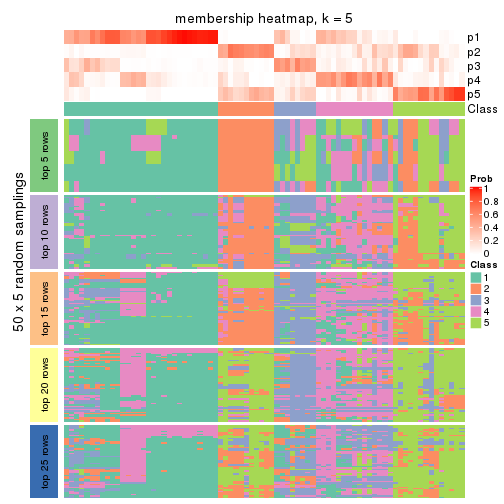 membership heatmap, k = 5
p1
p2
p3
p4
p5
Class
50 x 5 random samplings
top 5 rows
top 10 rows
top 15 rows
top 20 rows
top 25 rows
Prob
1
0.8
0.6
0.4
0.2
0
Class
1
2
3
4
5